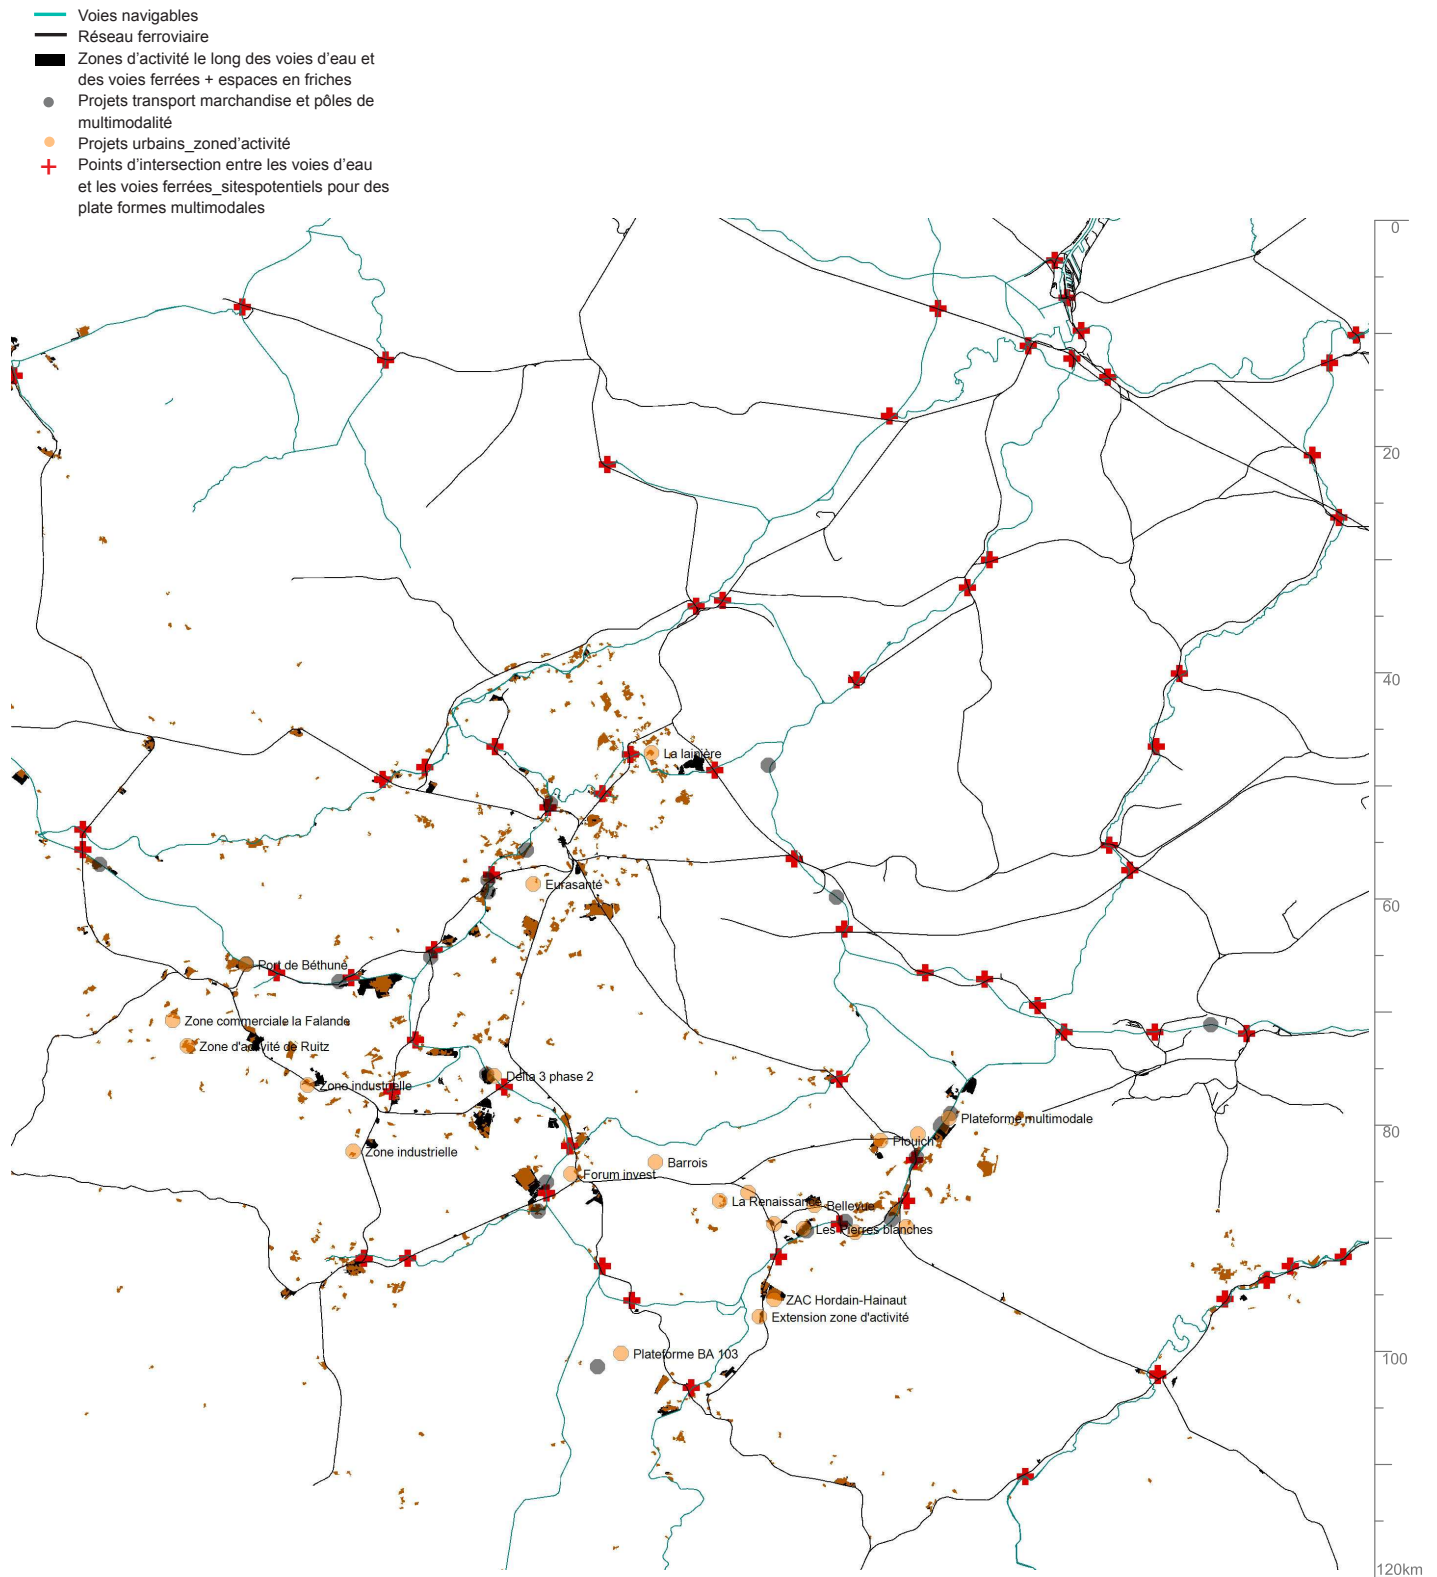 Voies navigables
Réseau ferroviaire
Zones d'activité le long des voies d'eau et
des voies ferrées + espaces en friches
Projets transport marchandise et pôles de
multimodalité
Projets urbains_zoned'activité
Points d'intersection entre les voies d'eau
et les voies ferrées_sitespotentiels pour des
plate formes multimodales
0
20
40
La lainière
Eurasanté
60
Port de Béthune
Zone commerciale la Falande
Zone d'activité de Ruitz
Delta 3 phase 2
Zone industrielle
Plateforme multimodale
80
Plouich
Zone industrielle
Barrois
Forum invest
La Renaissance
Bellevue
Les Pierres blanches
ZAC Hordain-Hainaut
Extension zone d'activité
Plateforme BA 103
100
120km